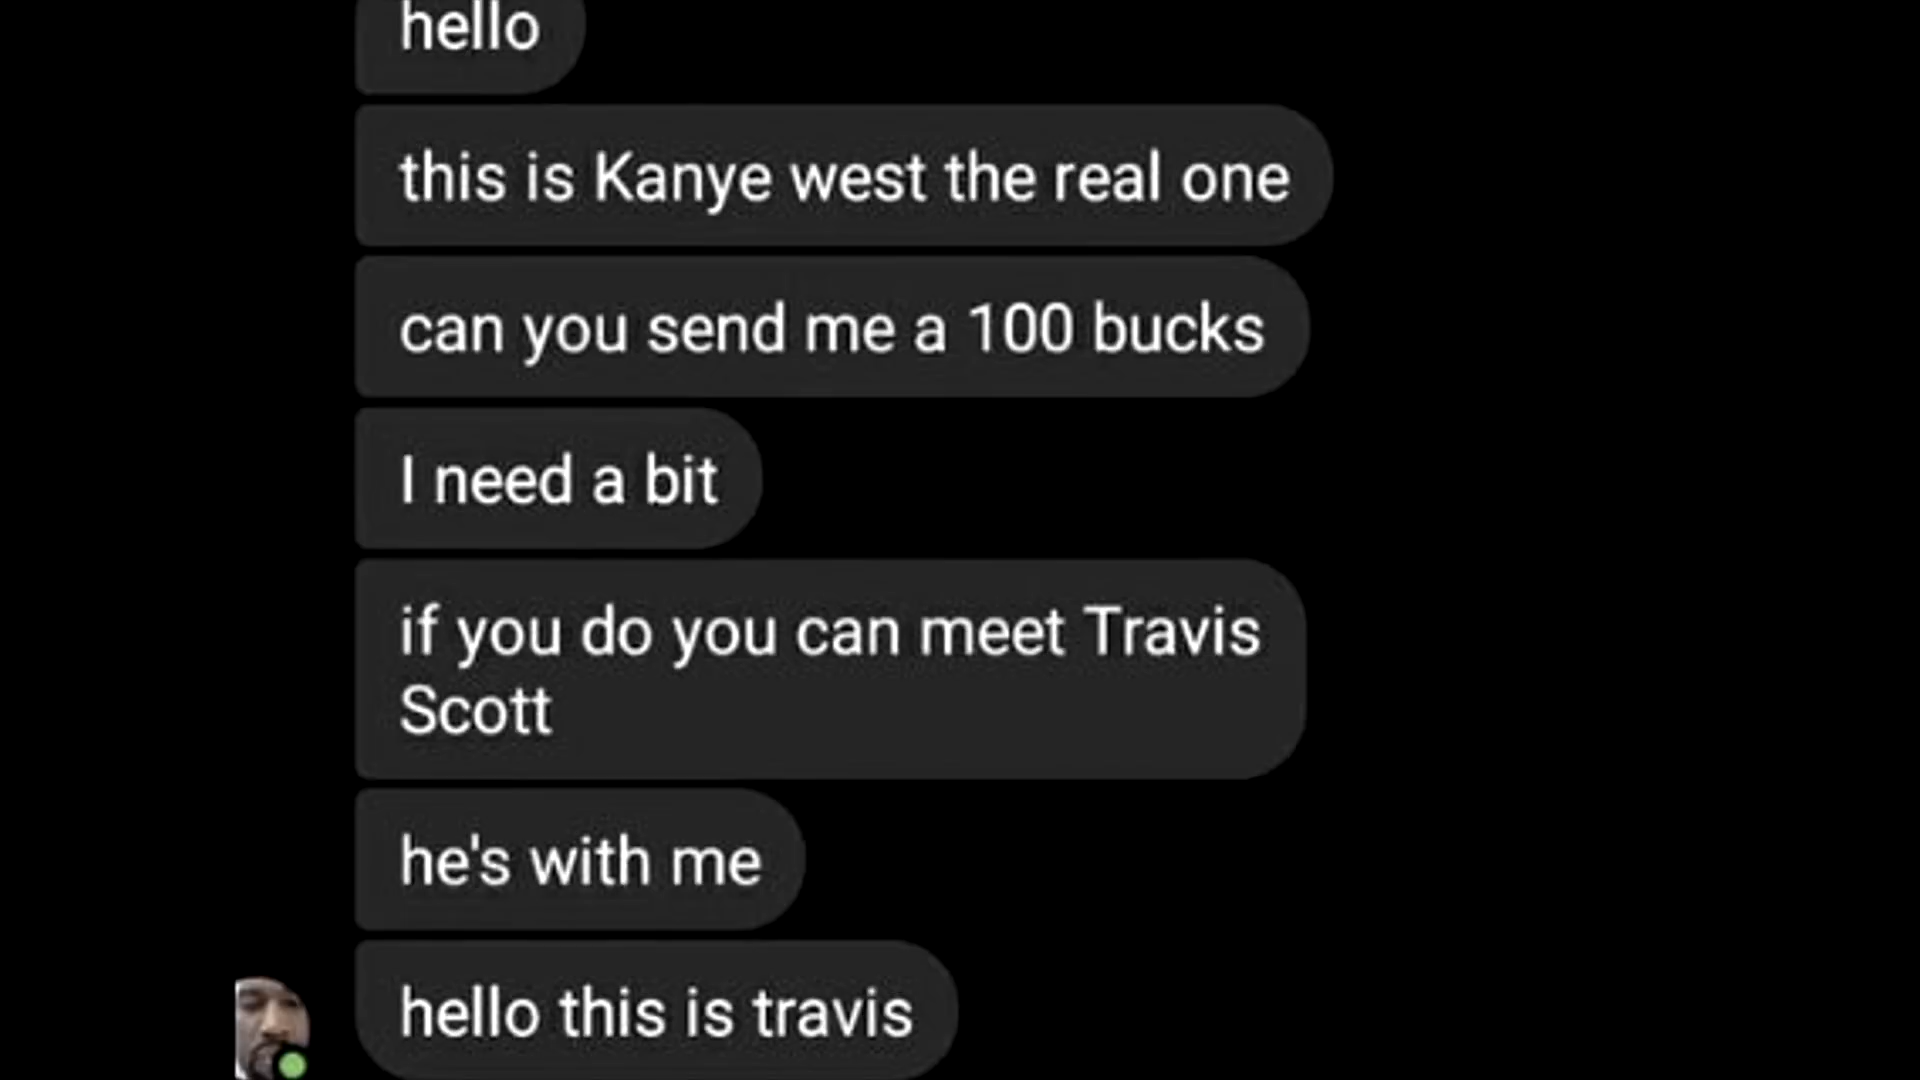 hello
this is Kanye west the real one
can you send me a 100 bucks
I need a bit
if you do you can meet Travis
Scott
he's with me
hello this is travis